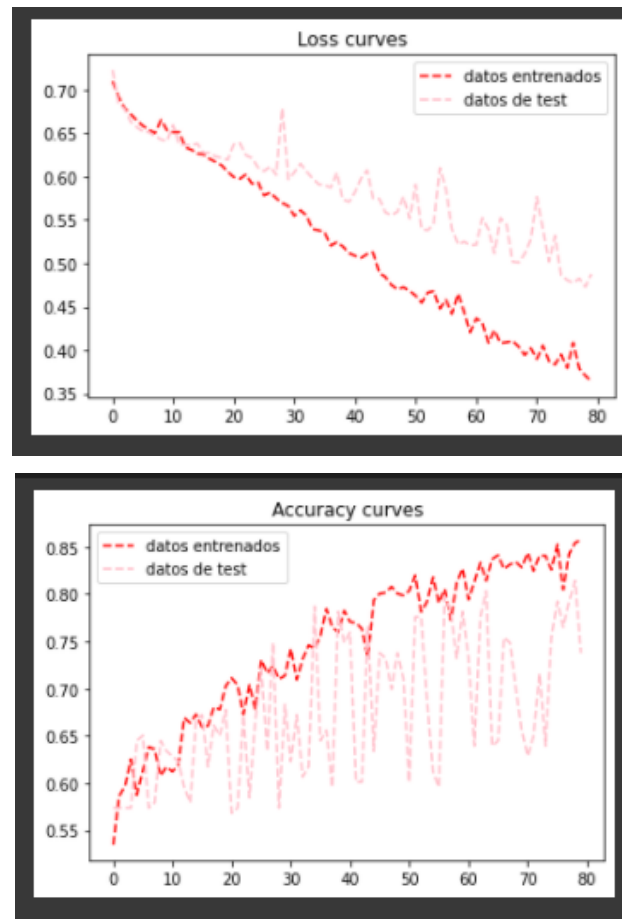 Loss curves
datos entrenados
datos de test
0.70
0.65
0.60
0.55
0.50
0.45
0.40
0.35
0 10 20 30 40 50 60 70 80
Accuracy curves
datos entrenados
datos de test
0.85
0.80
0.75
0.70
0.65
0.60
0.55
0 10 20 30 40 50 60 70 80